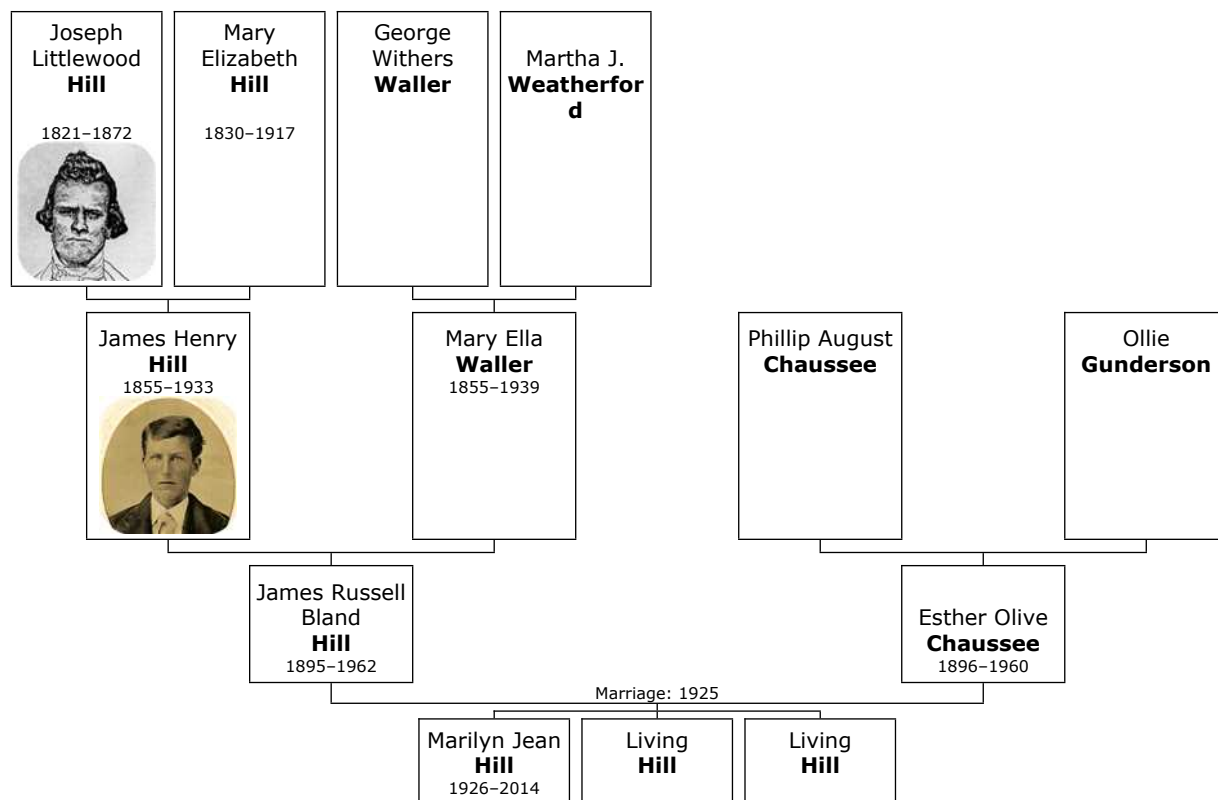 Joseph
Littlewood
Hill
1821–1872
Mary
Elizabeth
Hill
1830–1917
George
Withers
Waller
Martha J.
Weatherfor
d
James Henry
Hill
1855–1933
Mary Ella
Waller
1855–1939
Phillip August
Chaussee
Ollie
Gunderson
James Russell
Bland
Hill
1895–1962
Esther Olive
Chaussee
1896–1960
Marriage: 1925
Marilyn Jean
Hill
1926–2014
Living
Hill
Living
Hill